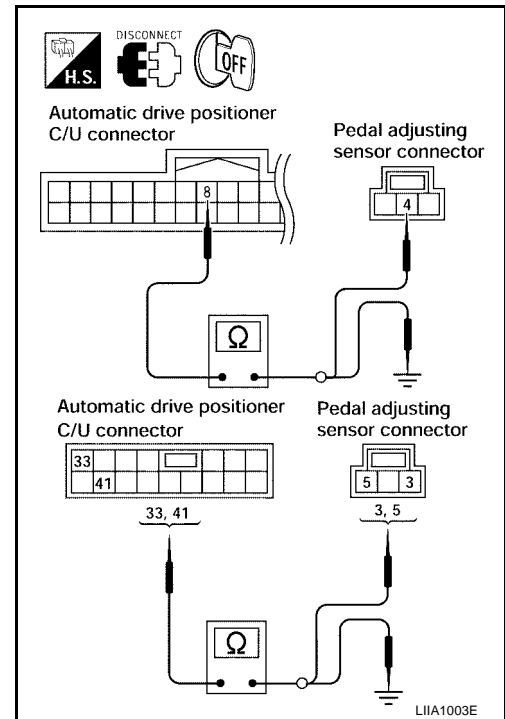 DISCONNECT
H.S.
OFF
Automatic drive positioner
C/U connector
Pedal adjusting
sensor connector
8
4
Ω
Automatic drive positioner
C/U connector
Pedal adjusting
sensor connector
33
41
5 3
33, 41
3, 5
Ω
LIIA1003E